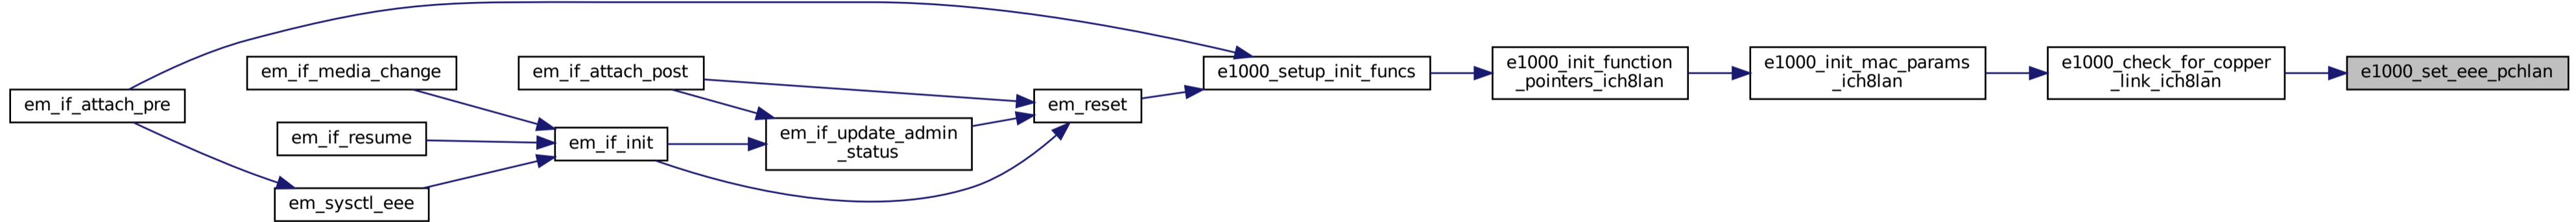 em_if_attach_pre
em_if_media_change
em_if_resume
em_sysctl_eee
em_if_attach_post
em_if_init
em_if_update_admin
_status
em_reset
e1000_setup_init_funcs
e1000_init_function
_pointers_ich8lan
e1000_init_mac_params
_ich8lan
e1000_check_for_copper
_link_ich8lan
e1000_set_eee_pchlan